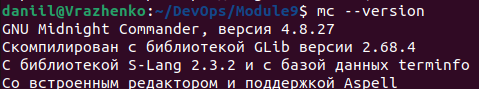 daniil@Vrazhenko:~/DevOps/Module9$ mc --version
GNU Midnight Commander, версия 4.8.27
Скомпилирован с библиотекой GLib версии 2.68.4
С библиотекой S-Lang 2.3.2 и с базой данных terminfo
Со встроенным редактором и поддержкой Aspell